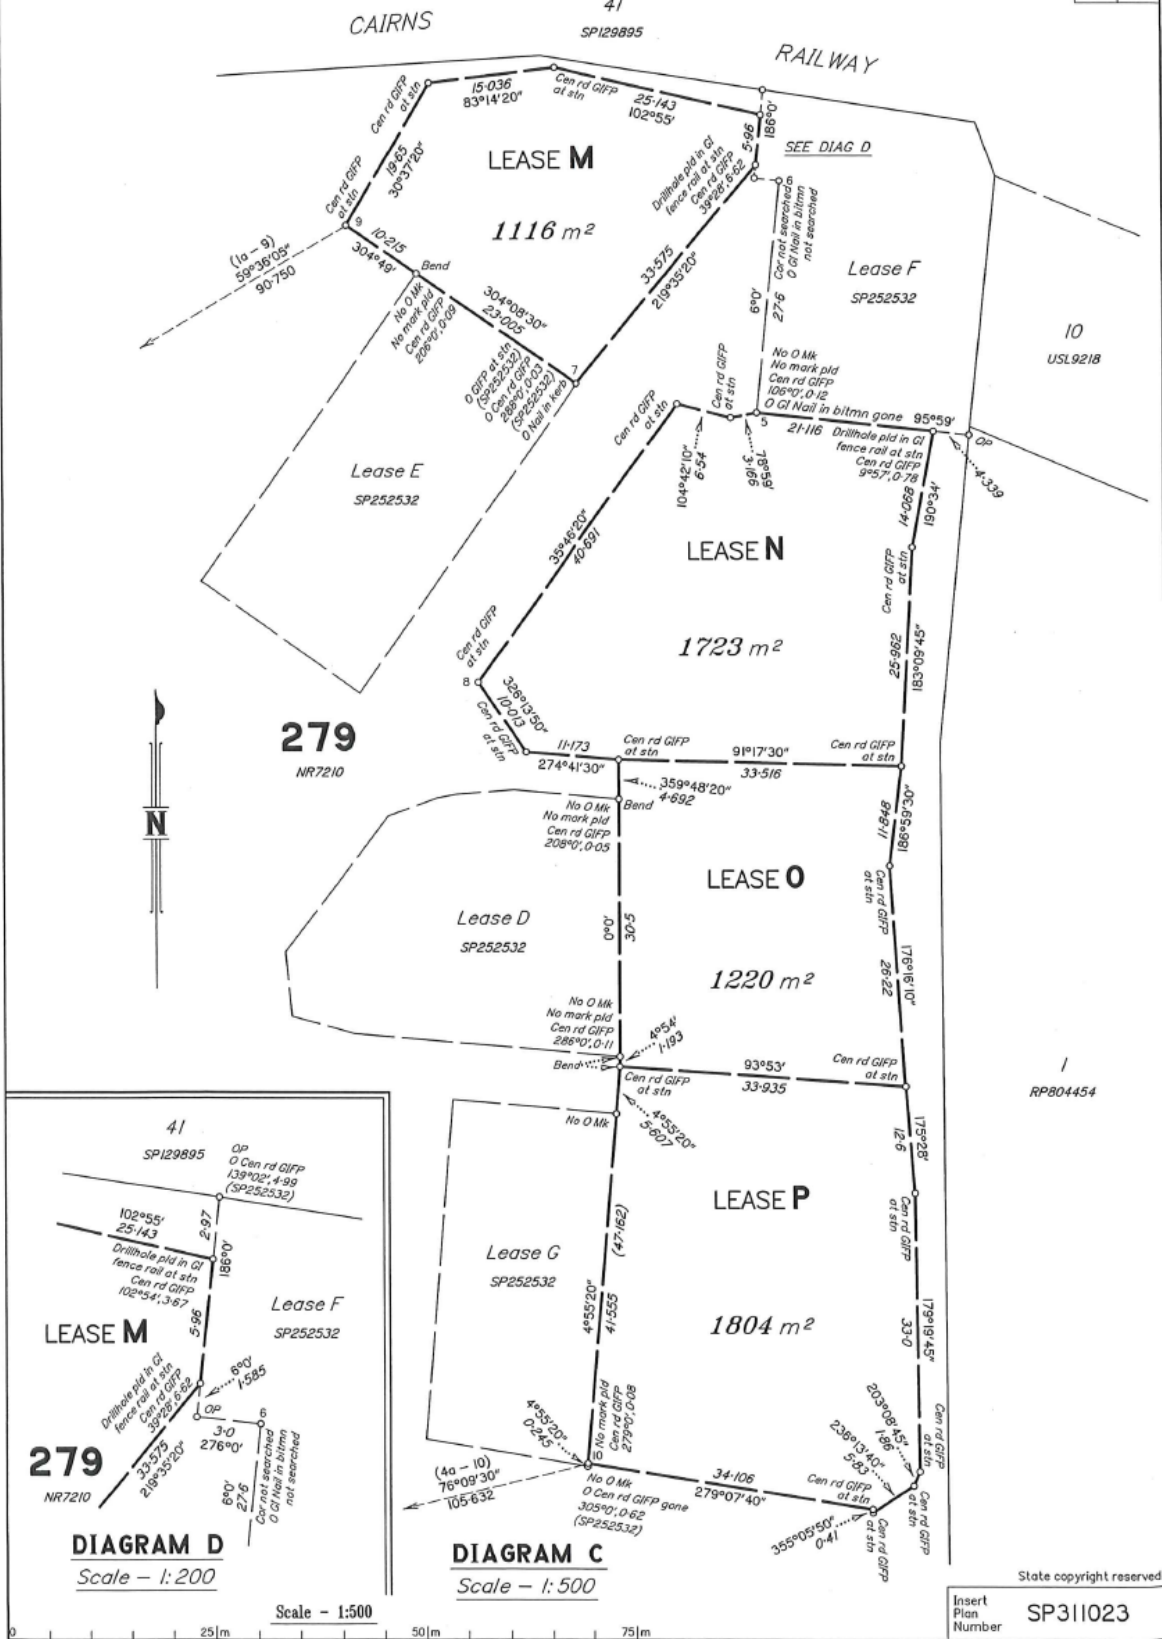 CAIRNS
41
SP129895
RAILWAY
Cen rd GIFP
at stn
15·036
83°14'20"
Cen rd GIFP
at stn
25·143
102°55'
186°0'
5·96
SEE DIAG D
19·65
30°37'20"
LEASE M
1116 m²
Drillhole pld in GI
fence rail at stn
Cen rd GIFP
39°28', 6·62
6
Cor not searched
O GI Nail in bitmn
not searched
Cen rd GIFP
at stn
9
10·215
304°49'
Bend
(1a – 9)
59°36'05"
90·750
33·575
219°35'20"
6°0'
27·6
Lease F
SP252532
10
USL9218
304°08'30"
23·005
No O Mk
No mark pld
Cen rd GIFP
206°0', 0·09
O GIFP at stn
(SP252532)
O Cen rd GIFP
288°0', 0·03
(SP252532)
O Nail in kerb
7
Cen rd GIFP
at stn
Cen rd GIFP
at stn
No O Mk
No mark pld
Cen rd GIFP
106°0', 0·12
O GI Nail in bitmn gone
5
95°59'
21·116
OP
4·339
Drillhole pld in GI
fence rail at stn
Cen rd GIFP
9°57', 0·78
104°42'10"
6·54
78°59'
3·166
Lease E
SP252532
14·068
190°34'
35°46'20"
40·691
LEASE N
1723 m²
Cen rd GIFP
at stn
25·962
183°09'45"
Cen rd GIFP
at stn
8
326°13'50"
10·013
Cen rd GIFP
at stn
279
NR7210
11·173
274°41'30"
Cen rd GIFP
at stn
91°17'30"
33·516
Cen rd GIFP
at stn
359°48'20"
4·692
Bend
No O Mk
No mark pld
Cen rd GIFP
208°0', 0·05
N
11·848
186°59'30"
Cen rd GIFP
at stn
LEASE O
1220 m²
Lease D
SP252532
0°0'
30·5
176°16'10"
26·22
No O Mk
No mark pld
Cen rd GIFP
286°0', 0·11
Bend
4°54'
1·193
93°53'
33·935
Cen rd GIFP
at stn
Cen rd GIFP
at stn
1
RP804454
No O Mk
4°55'20"
5·607
175°28'
12·6
Cen rd GIFP
at stn
LEASE P
1804 m²
Lease G
SP252532
(47·162)
4°55'20"
41·555
179°19'45"
33·0
No mark pld
Cen rd GIFP
279°0', 0·08
4°55'20"
0·245
10
(4a – 10)
76°09'30"
105·632
No O Mk
O Cen rd GIFP gone
305°0', 0·62
(SP252532)
34·106
279°07'40"
Cen rd GIFP
at stn
203°08'45"
1·86
236°13'40"
5·83
Cen rd GIFP
at stn
Cen rd GIFP
at stn
355°05'50"
0·41
Cen rd GIFP
at stn
41
SP129895
OP
O Cen rd GIFP
139°02', 4·99
(SP252532)
102°55'
25·143
2·97
186°0'
Drillhole pld in GI
fence rail at stn
Cen rd GIFP
102°54', 3·67
5·96
Lease F
SP252532
LEASE M
6°0'
1·585
Drillhole pld in GI
fence rail at stn
Cen rd GIFP
39°28', 6·62
OP
6
3·0
276°0'
33·575
219°35'20"
6°0'
27·6
Cor not searched
O GI Nail in bitmn
not searched
279
NR7210
DIAGRAM D
Scale – 1:200
DIAGRAM C
Scale – 1:500
Scale - 1:500
0 25 m 50 m 75 m
State copyright reserved
Insert
Plan
Number
SP311023